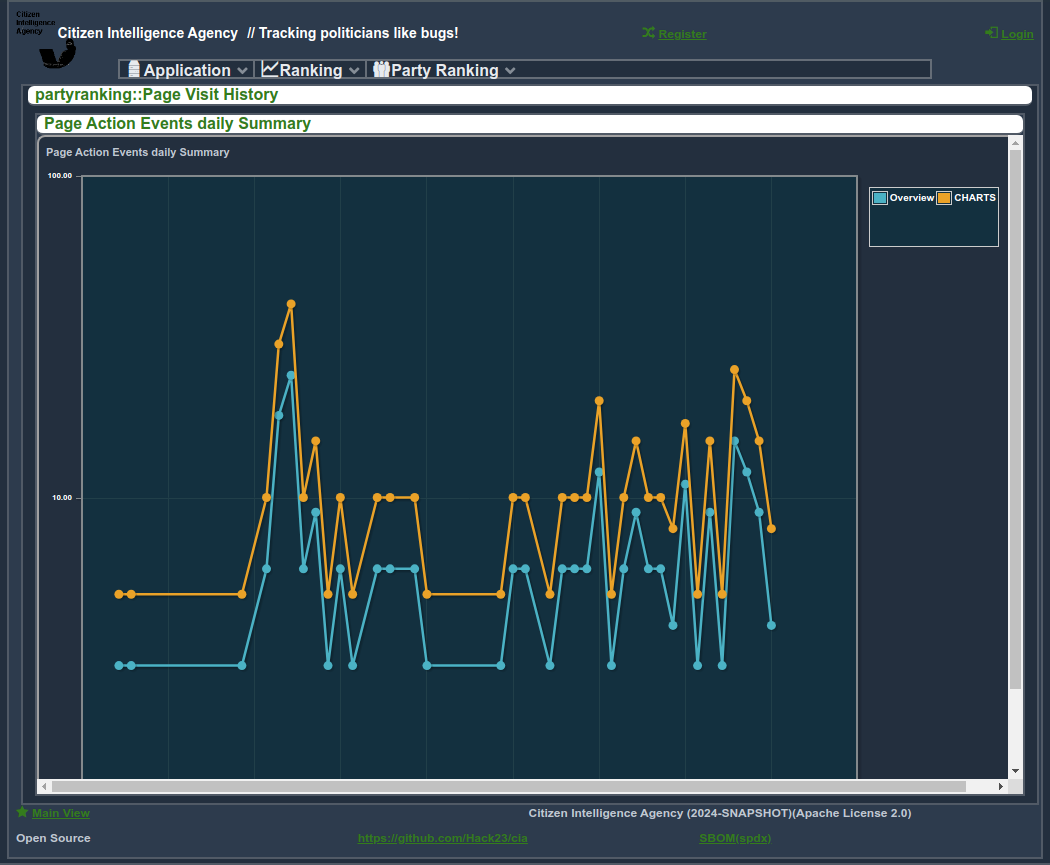 Citizen
Intelligence
Agency
Citizen Intelligence Agency // Tracking politicians like bugs!
Register
Login
Application
Ranking
Party Ranking
partyranking::Page Visit History
Page Action Events daily Summary
Page Action Events daily Summary
100.00
Overview CHARTS
10.00
Main View
Citizen Intelligence Agency (2024-SNAPSHOT)(Apache License 2.0)
Open Source
https://github.com/Hack23/cia
SBOM(spdx)